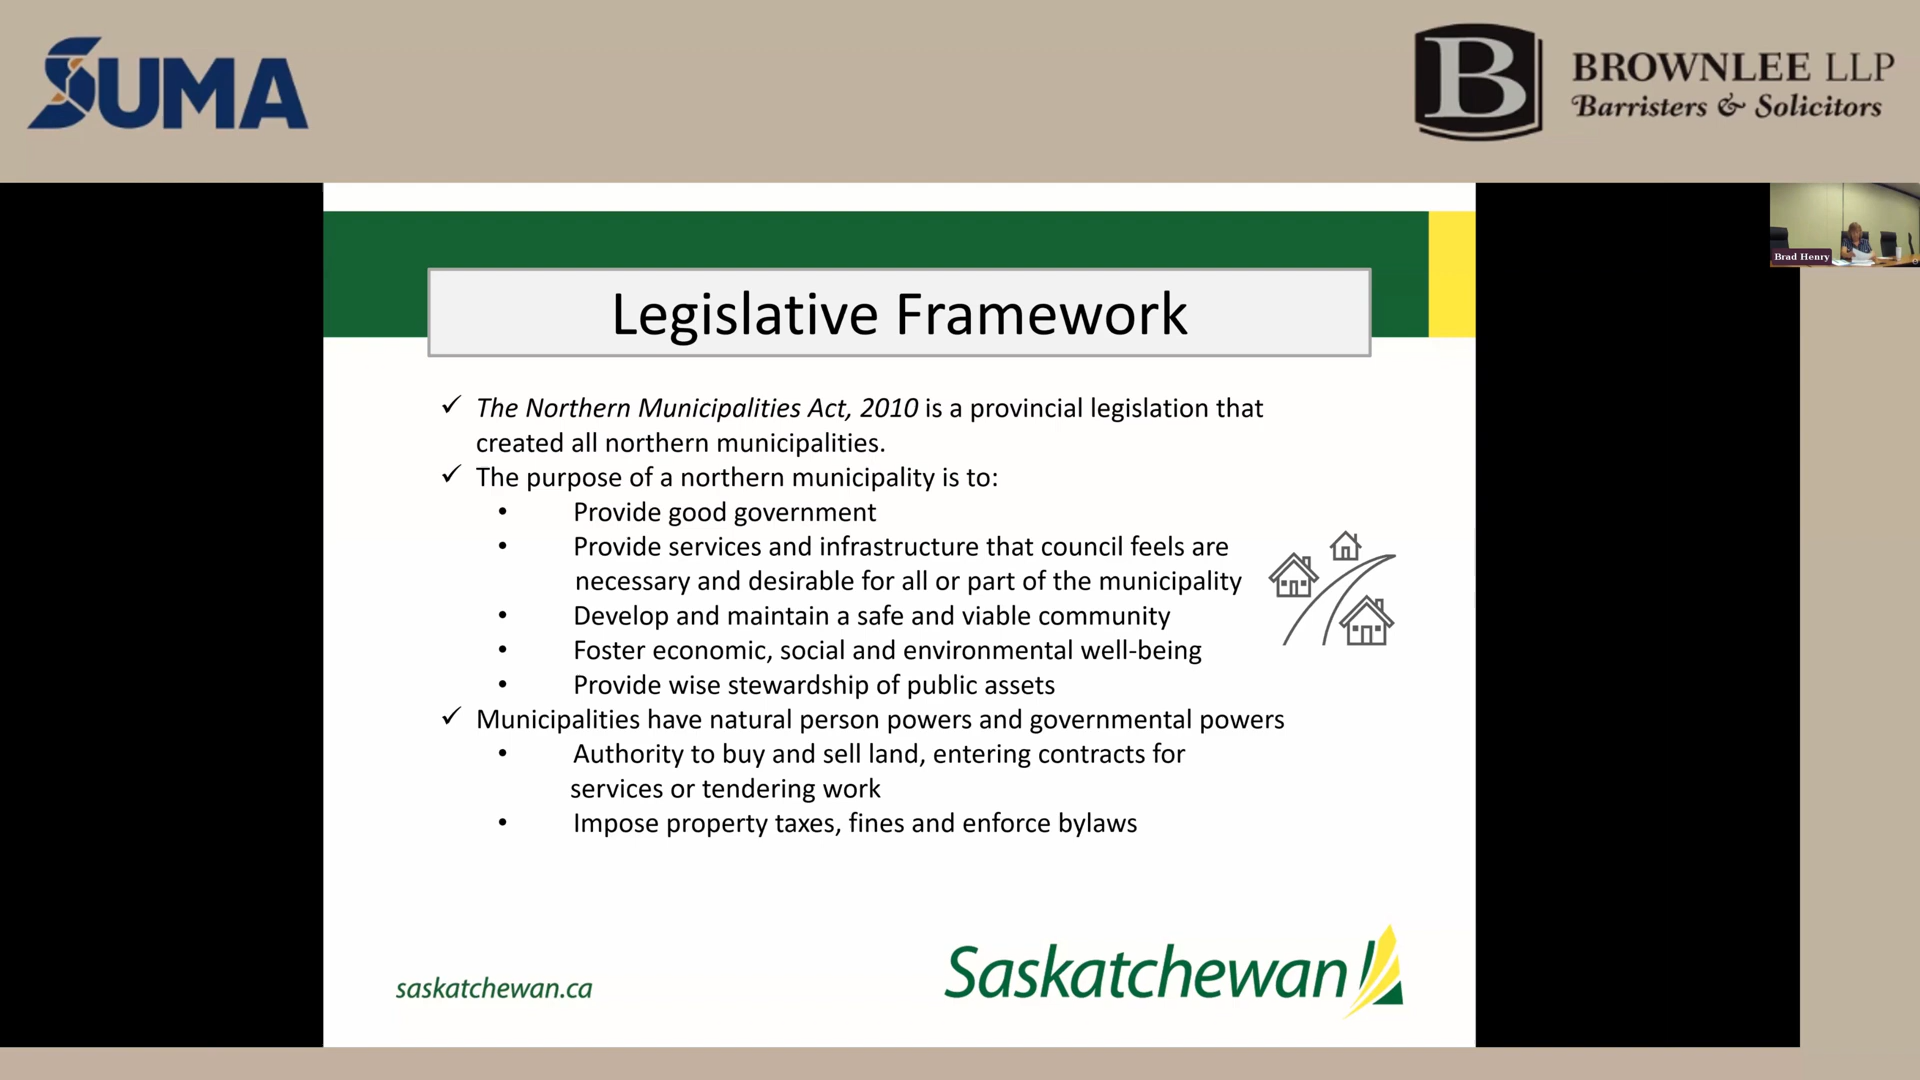 SUMA
B
BROWNLEE LLP
Barristers & Solicitors
Brad Henry
Legislative Framework
✓ The Northern Municipalities Act, 2010 is a provincial legislation that
created all northern municipalities.
✓ The purpose of a northern municipality is to:
• Provide good government
• Provide services and infrastructure that council feels are
necessary and desirable for all or part of the municipality
• Develop and maintain a safe and viable community
• Foster economic, social and environmental well-being
• Provide wise stewardship of public assets
✓ Municipalities have natural person powers and governmental powers
• Authority to buy and sell land, entering contracts for
services or tendering work
• Impose property taxes, fines and enforce bylaws
saskatchewan.ca
Saskatchewan